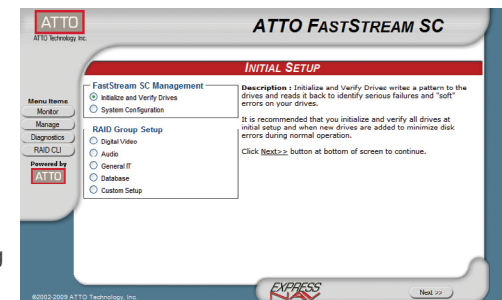 ATTO
ATTO Technology, Inc.
ATTO FASTSTREAM SC
INITIAL SETUP
Menu Items
Monitor
Manage
Diagnostics
RAID CLI
Powered by
ATTO
FastStream SC Management
Initialize and Verify Drives
System Configuration
RAID Group Setup
Digital Video
Audio
General IT
Database
Custom Setup
Description : Initialize and Verify Drives writes a pattern to the
drives and reads it back to identify serious failures and "soft"
errors on your drives.
It is recommended that you initialize and verify all drives at
initial setup and when new drives are added to minimize disk
errors during normal operation.
Click Next>> button at bottom of screen to continue.
©2002-2009 ATTO Technology, Inc.
EXPRESS
NAV
Next >>